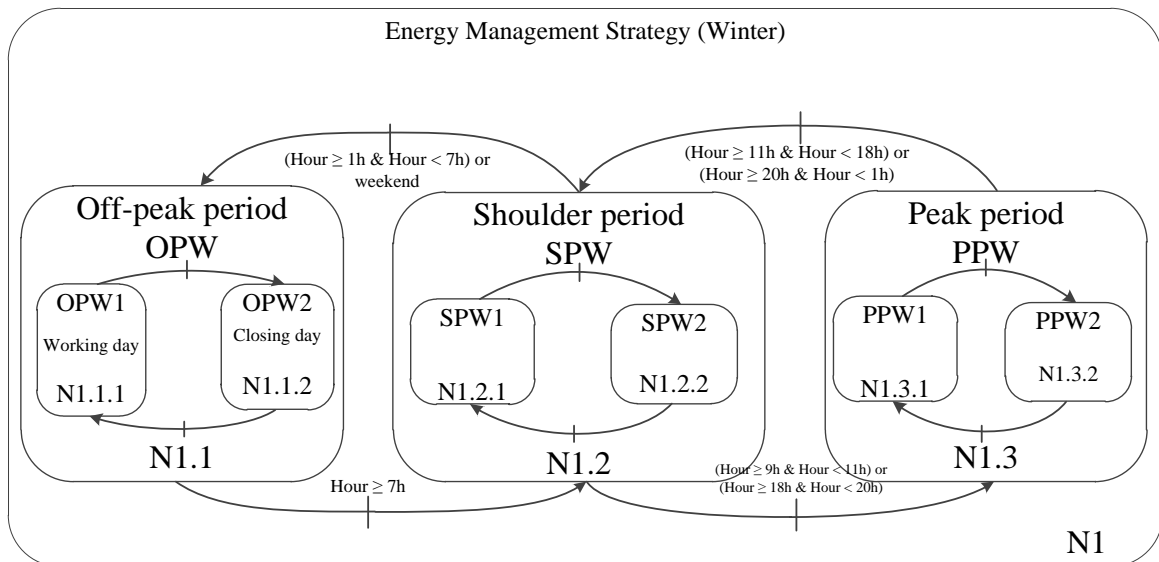 Energy Management Strategy (Winter)
(Hour ≥ 1h & Hour < 7h) or
weekend
(Hour ≥ 11h & Hour < 18h) or
(Hour ≥ 20h & Hour < 1h)
Off-peak period
OPW
OPW1
Working day
N1.1.1
OPW2
Closing day
N1.1.2
N1.1
Shoulder period
SPW
SPW1
N1.2.1
SPW2
N1.2.2
N1.2
Peak period
PPW
PPW1
N1.3.1
PPW2
N1.3.2
N1.3
Hour ≥ 7h
(Hour ≥ 9h & Hour < 11h) or
(Hour ≥ 18h & Hour < 20h)
N1